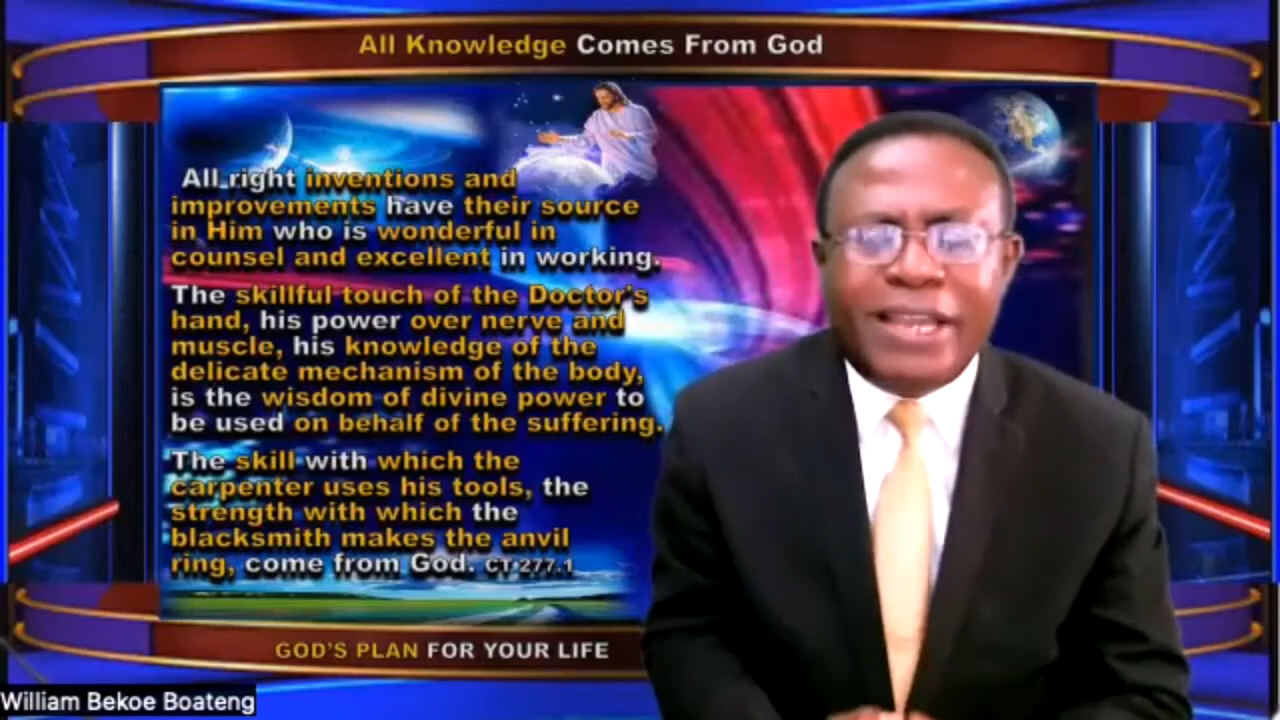 All Knowledge Comes From God
All right inventions and
improvements have their source
in Him who is wonderful in
counsel and excellent in working.
The skillful touch of the Doctor's
hand, his power over nerve and
muscle, his knowledge of the
delicate mechanism of the body,
is the wisdom of divine power to
be used on behalf of the suffering.
The skill with which the
carpenter uses his tools, the
strength with which the
blacksmith makes the anvil
ring, come from God. CT 277.1
GOD'S PLAN FOR YOUR LIFE
William Bekoe Boateng